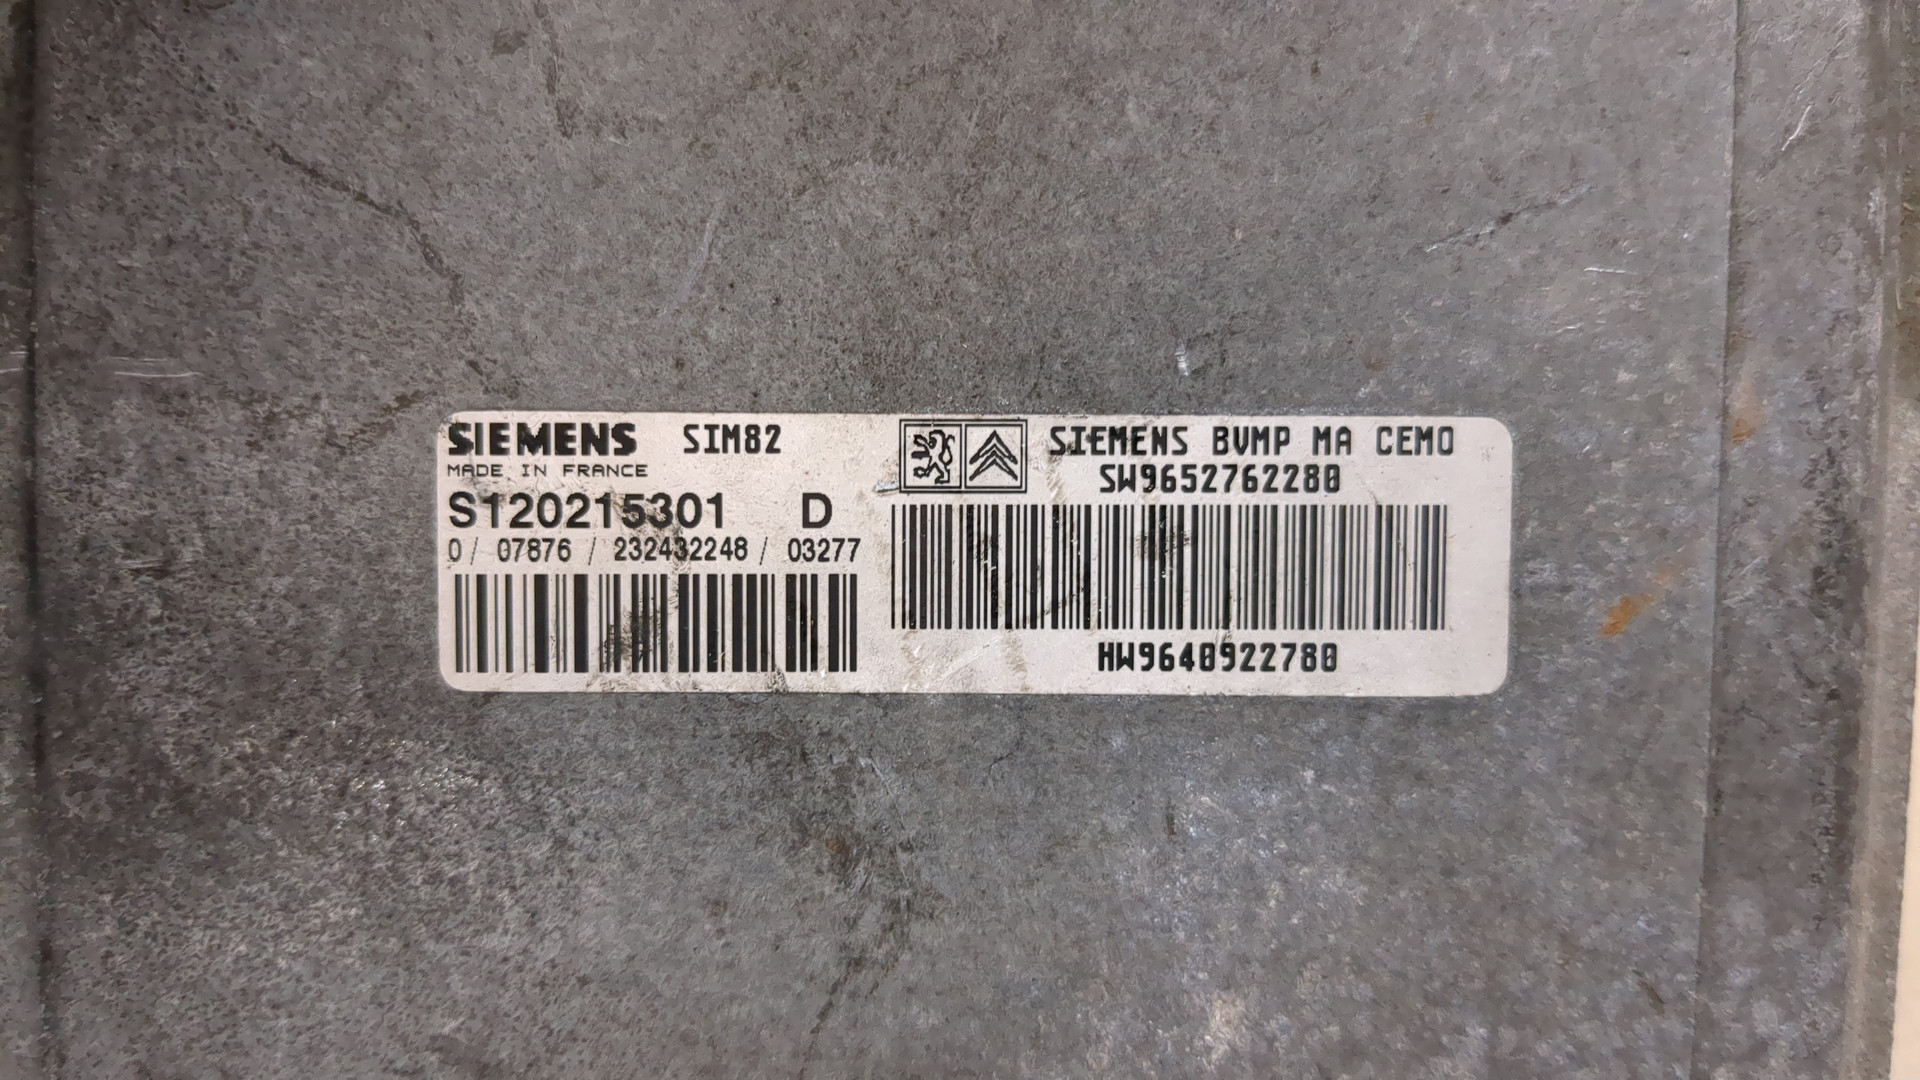 SIEMENS SIM82
MADE IN FRANCE
S120215301 D
0/ 07876 / 232432248 / 03277
SIEMENS BVMP MA CEMO
SW9652762280
HW9640922780